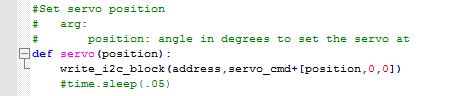 #Set servo position
#   arg:
#       position: angle in degrees to set the servo at
def servo(position):
    write_i2c_block(address,servo_cmd+[position,0,0])
    #time.sleep(.05)